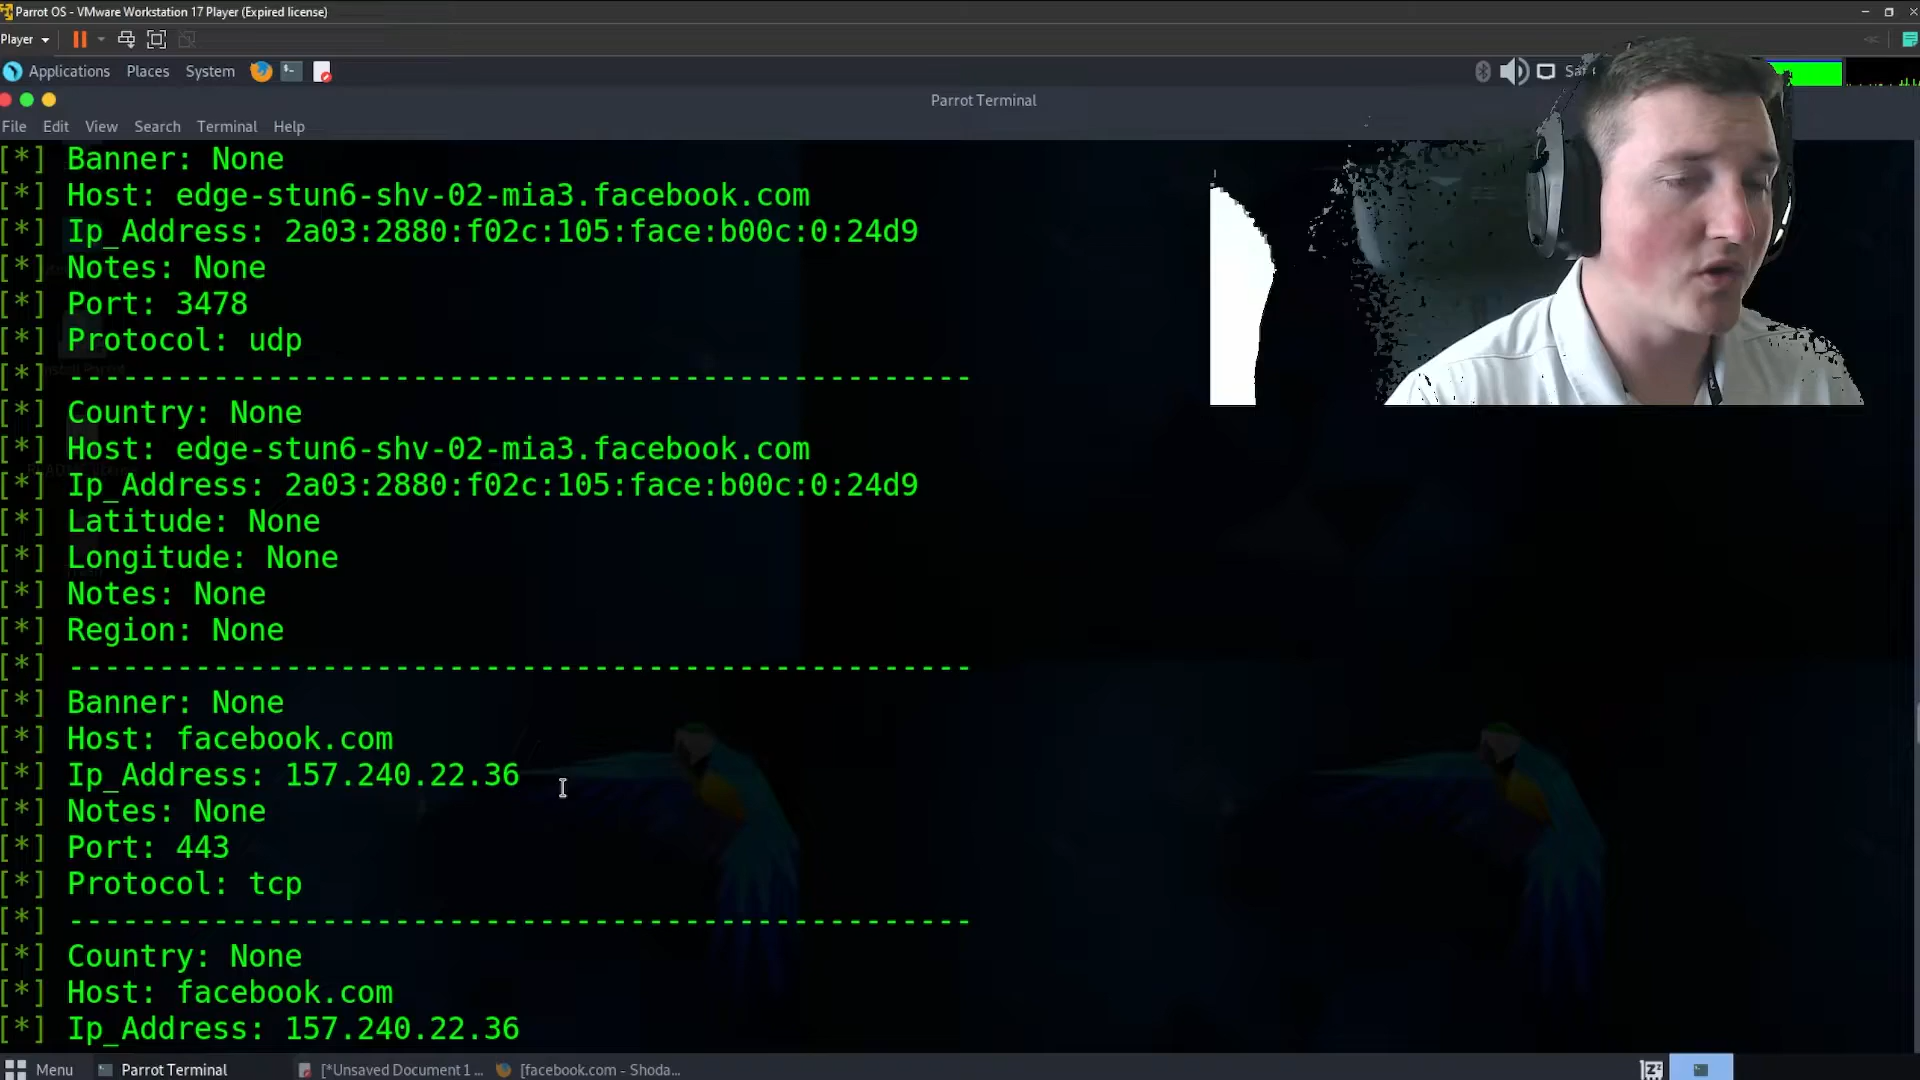 Parrot OS - VMware Workstation 17 Player (Expired license)
Player
Applications Places System
Parrot Terminal
File Edit View Search Terminal Help
[*] Banner: None
[*] Host: edge-stun6-shv-02-mia3.facebook.com
[*] Ip_Address: 2a03:2880:f02c:105:face:b00c:0:24d9
[*] Notes: None
[*] Port: 3478
[*] Protocol: udp
[*] --------------------------------------------------
[*] Country: None
[*] Host: edge-stun6-shv-02-mia3.facebook.com
[*] Ip_Address: 2a03:2880:f02c:105:face:b00c:0:24d9
[*] Latitude: None
[*] Longitude: None
[*] Notes: None
[*] Region: None
[*] --------------------------------------------------
[*] Banner: None
[*] Host: facebook.com
[*] Ip_Address: 157.240.22.36
[*] Notes: None
[*] Port: 443
[*] Protocol: tcp
[*] --------------------------------------------------
[*] Country: None
[*] Host: facebook.com
[*] Ip_Address: 157.240.22.36
Menu Parrot Terminal [*Unsaved Document 1 ... [facebook.com - Shoda...